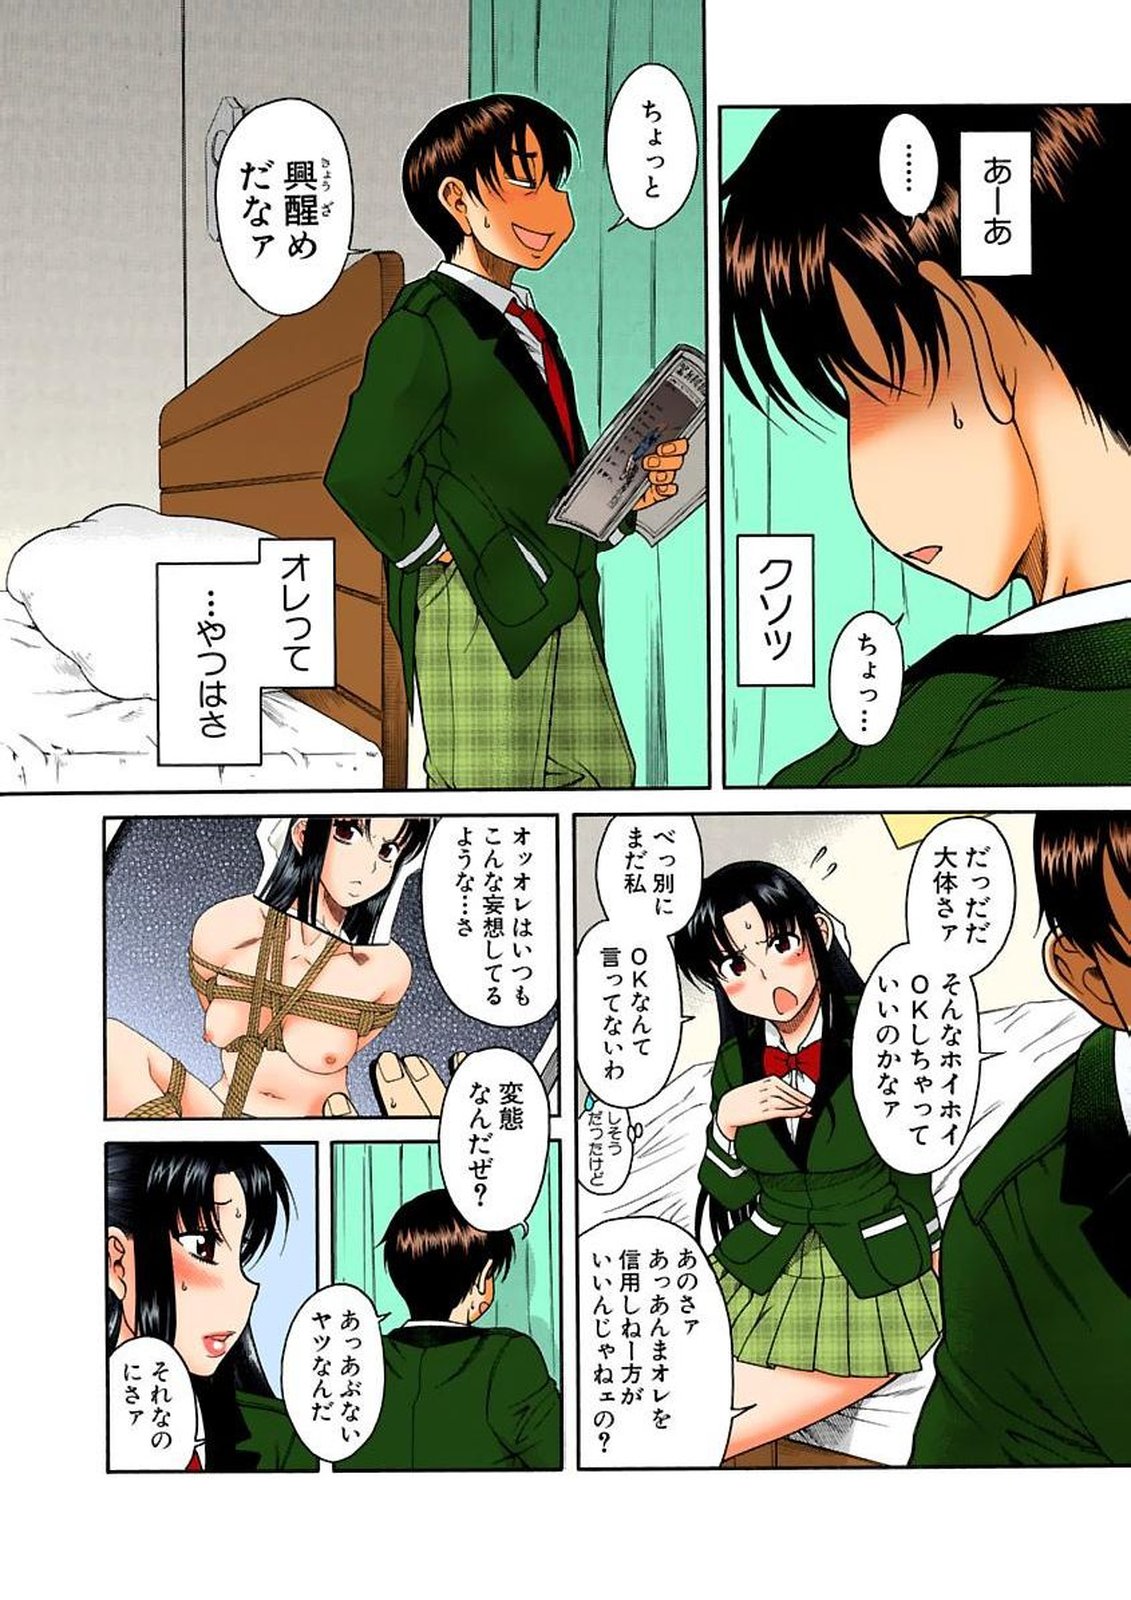 あーあ
……
クソッ
ちょっ…
ちょっと
興醒め
きょうざ
だなァ
オレって
…やつはさ
だっだだ
大体さァ
そんなホイホイ
ＯＫしちゃって
いいのかなァ
べっ別に
まだ私
ＯＫなんて
言ってないわ
しそう
だったけど
あのさァ
あっあんまオレを
信用しねー方が
いいんじゃねェの？
オッオレはいつも
こんな妄想してる
ような…さ
変態
なんだぜ？
あっあぶない
ヤツなんだ
それなの
にさァ